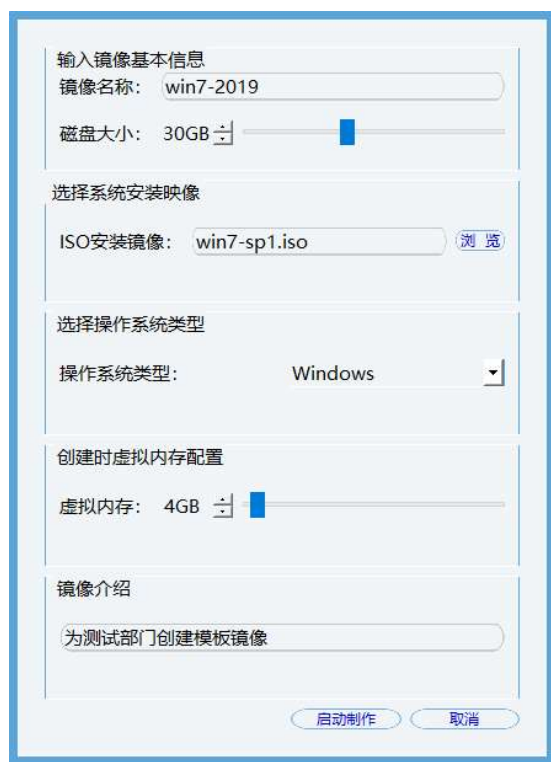 输入镜像基本信息
镜像名称： win7-2019
磁盘大小： 30GB
选择系统安装映像
ISO安装镜像： win7-sp1.iso 浏 览
选择操作系统类型
操作系统类型： Windows
创建时虚拟内存配置
虚拟内存： 4GB
镜像介绍
为测试部门创建模板镜像
启动制作 取消